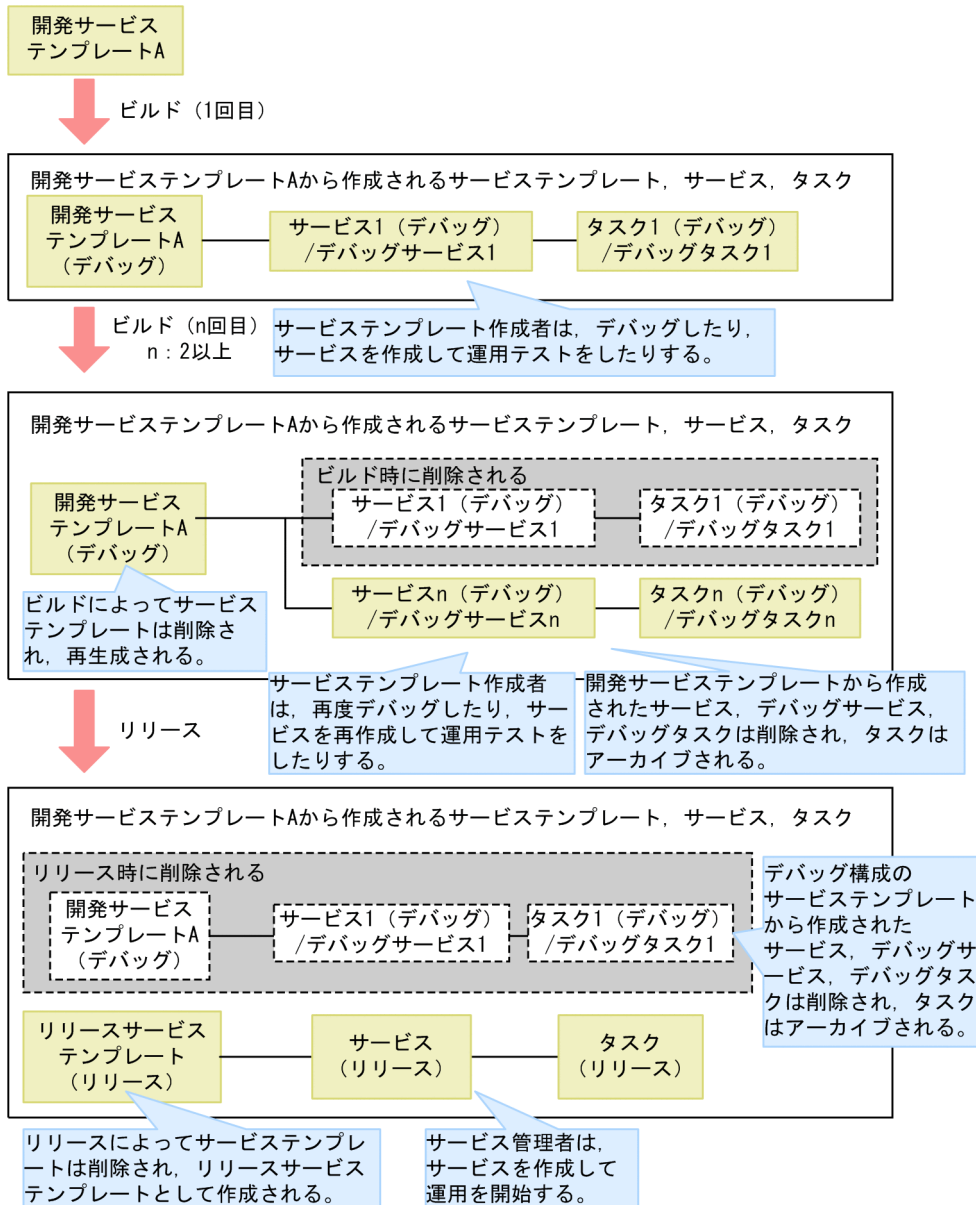 開発サービス
テンプレートA
ビルド（1回目）
開発サービステンプレートAから作成されるサービステンプレート，サービス，タスク
開発サービス
テンプレートA
（デバッグ）
サービス1（デバッグ）
/デバッグサービス1
タスク1（デバッグ）
/デバッグタスク1
ビルド（n回目）
n：2以上
サービステンプレート作成者は，デバッグしたり，
サービスを作成して運用テストをしたりする。
開発サービステンプレートAから作成されるサービステンプレート，サービス，タスク
ビルド時に削除される
開発サービス
テンプレートA
（デバッグ）
サービス1（デバッグ）
/デバッグサービス1
タスク1（デバッグ）
/デバッグタスク1
サービスn（デバッグ）
/デバッグサービスn
タスクn（デバッグ）
/デバッグタスクn
ビルドによってサービス
テンプレートは削除さ
れ，再生成される。
サービステンプレート作成者
は，再度デバッグしたり，サー
ビスを再作成して運用テストを
したりする。
開発サービステンプレートから作成
されたサービス，デバッグサービス，
デバッグタスクは削除され，タスクは
アーカイブされる。
リリース
開発サービステンプレートAから作成されるサービステンプレート，サービス，タスク
リリース時に削除される
開発サービス
テンプレートA
（デバッグ）
サービス1（デバッグ）
/デバッグサービス1
タスク1（デバッグ）
/デバッグタスク1
デバッグ構成の
サービステンプレート
から作成された
サービス，デバッグサ
ービス，デバッグタス
クは削除され，タスク
はアーカイブされる。
リリースサービス
テンプレート
（リリース）
サービス
（リリース）
タスク
（リリース）
リリースによってサービステンプレ
ートは削除され，リリースサービス
テンプレートとして作成される。
サービス管理者は，
サービスを作成して
運用を開始する。